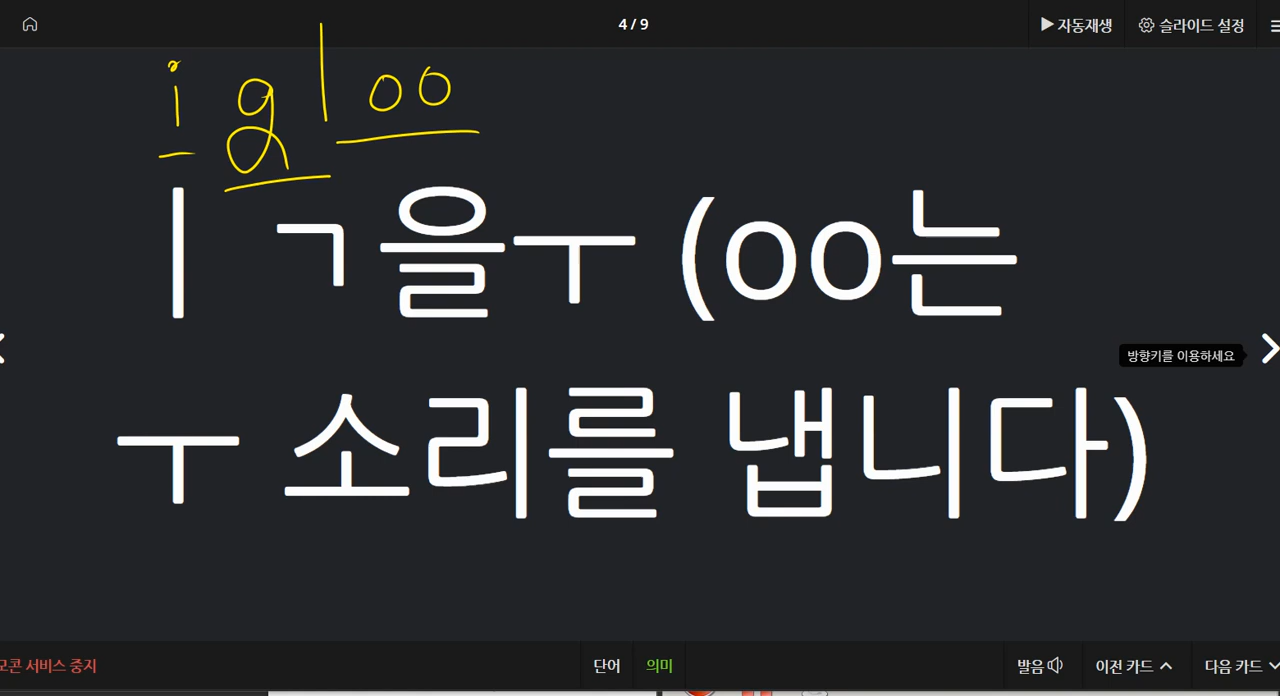 4 / 9
▶ 자동재생
슬라이드 설정
igloo
ㅣ ㄱ을ㅜ (oo는
방향키를 이용하세요
ㅜ 소리를 냅니다)
모콘 서비스 중지
단어
의미
발음
이전 카드
다음 카드